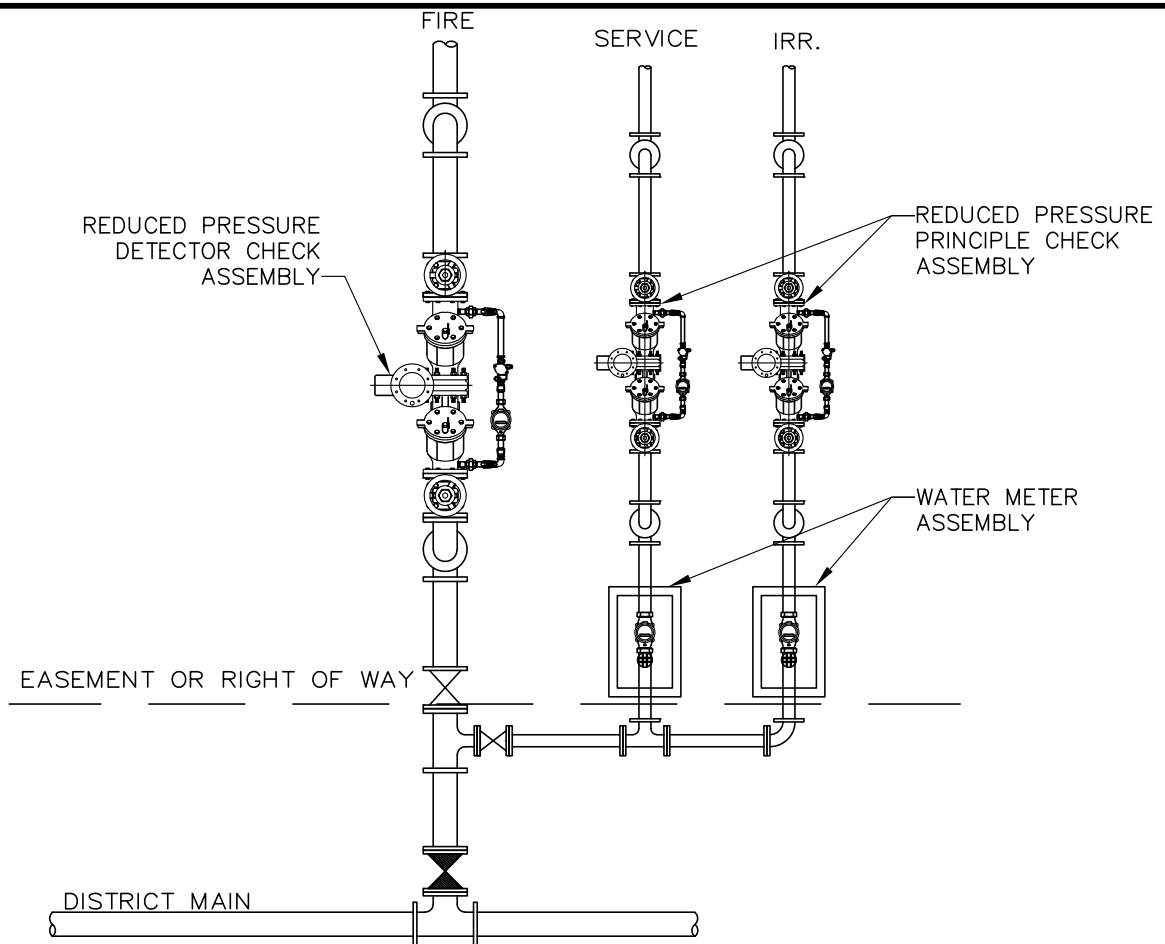 FIRE
SERVICE
IRR.
REDUCED PRESSURE
DETECTOR CHECK
ASSEMBLY
REDUCED PRESSURE
PRINCIPLE CHECK
ASSEMBLY
WATER METER
ASSEMBLY
EASEMENT OR RIGHT OF WAY
DISTRICT MAIN